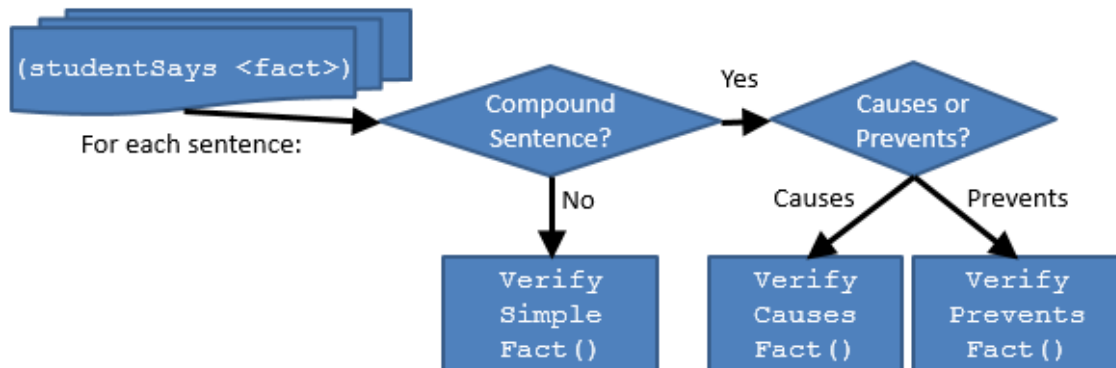 (studentSays <fact>)
For each sentence:
Compound
Sentence?
Yes
Causes or
Prevents?
No
Causes
Prevents
Verify
Simple
Fact()
Verify
Causes
Fact()
Verify
Prevents
Fact()